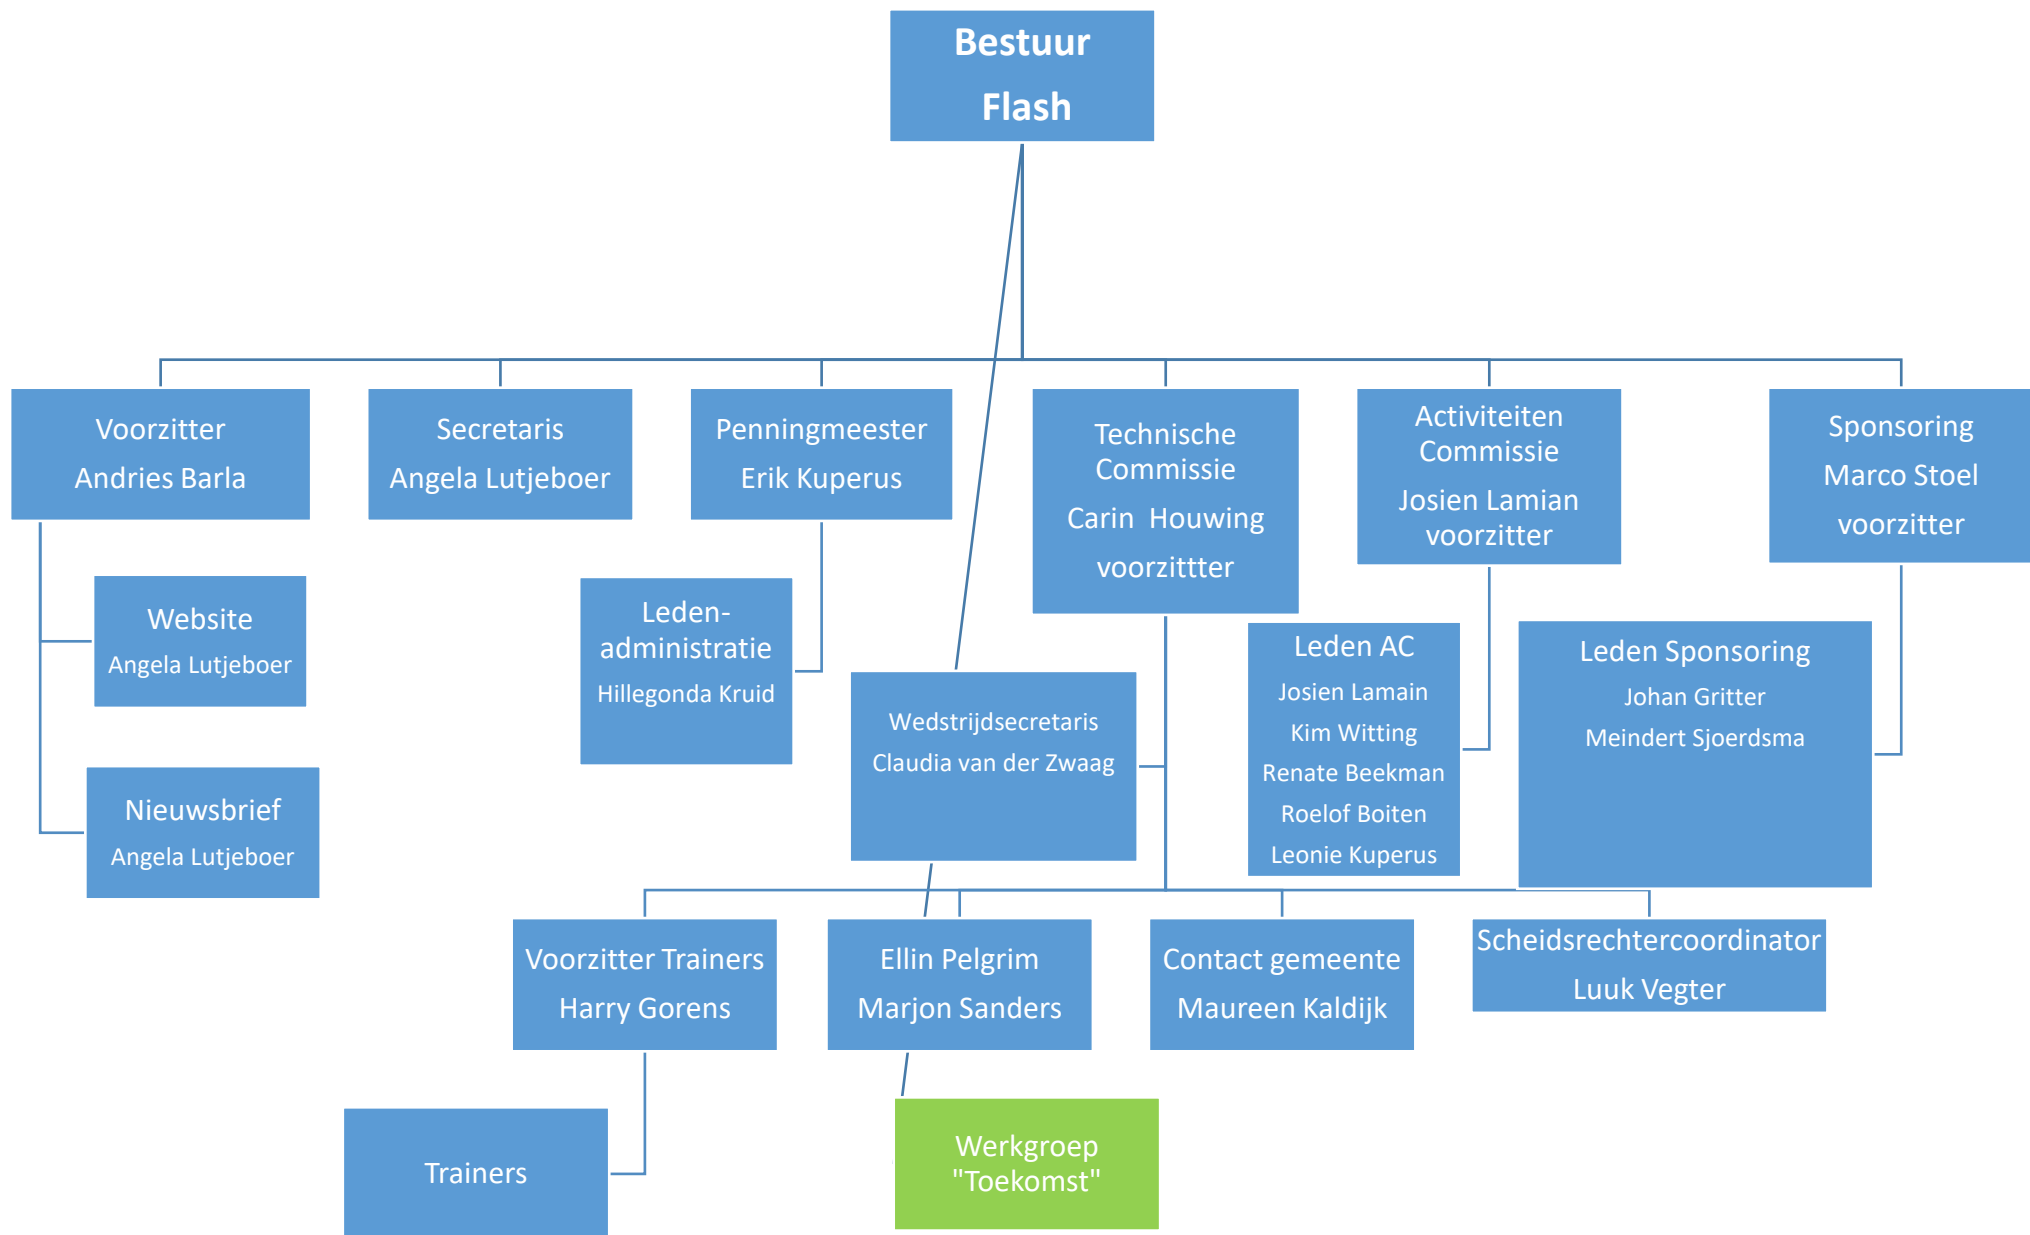 Bestuur
Flash
Voorzitter
Andries Barla
Secretaris
Angela Lutjeboer
Penningmeester
Erik Kuperus
Technische
Commissie
Carin  Houwing
voorzittter
Activiteiten
Commissie
Josien Lamian
voorzitter
Sponsoring
Marco Stoel
voorzitter
Website
Angela Lutjeboer
Nieuwsbrief
Angela Lutjeboer
Leden-
administratie
Hillegonda Kruid
Wedstrijdsecretaris
Claudia van der Zwaag
Leden AC
Josien Lamain
Kim Witting
Renate Beekman
Roelof Boiten
Leonie Kuperus
Leden Sponsoring
Johan Gritter
Meindert Sjoerdsma
Voorzitter Trainers
Harry Gorens
Ellin Pelgrim
Marjon Sanders
Contact gemeente
Maureen Kaldijk
Scheidsrechtercoordinator
Luuk Vegter
Trainers
Werkgroep
"Toekomst"